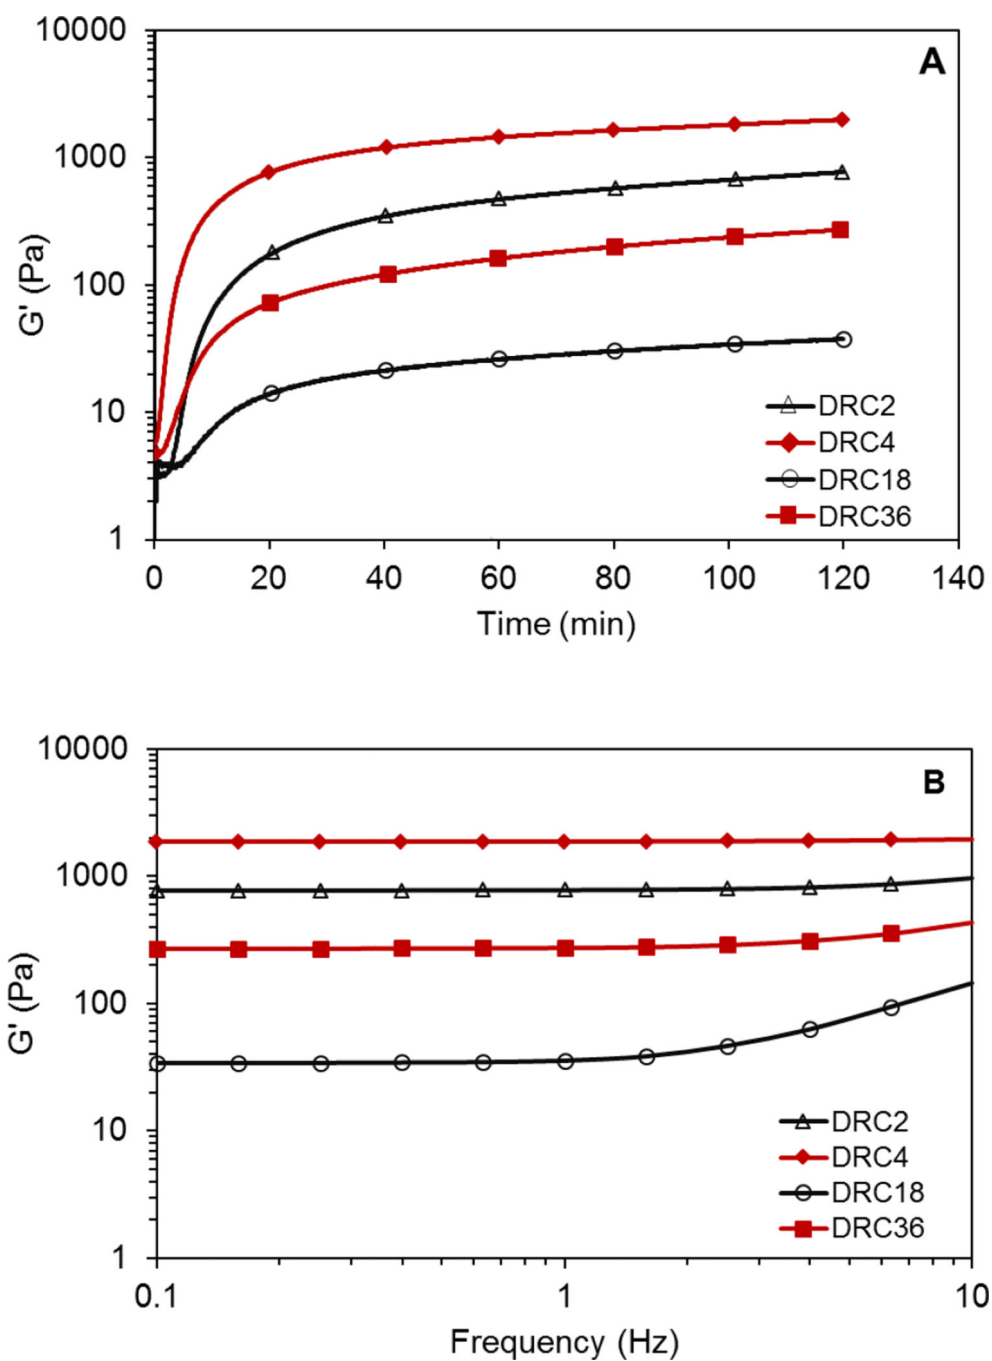 10000
A
1000
100
10
1
G' (Pa)
DRC2
DRC4
DRC18
DRC36
0 20 40 60 80 100 120 140
Time (min)
10000
B
1000
100
10
1
G' (Pa)
DRC2
DRC4
DRC18
DRC36
0.1 1 10
Frequency (Hz)